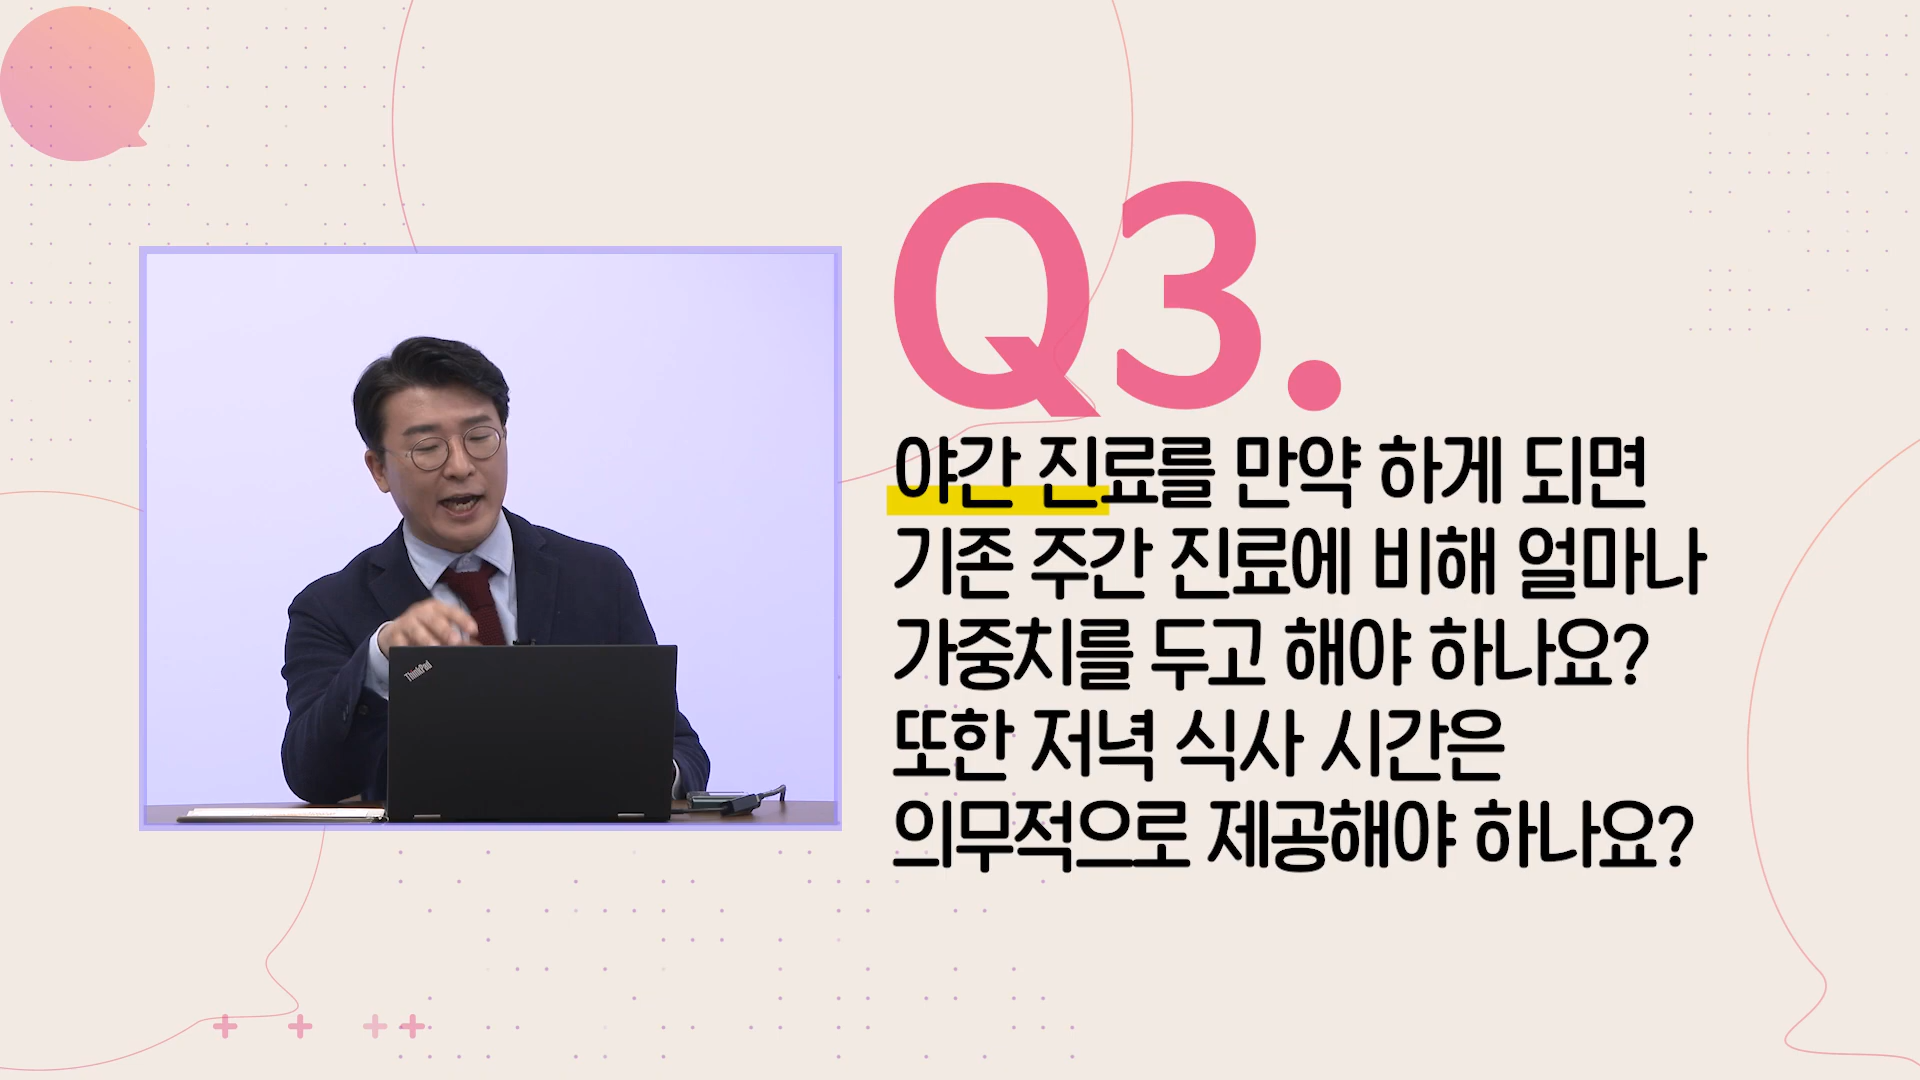 Q3.
야간 진료를 만약 하게 되면
기존 주간 진료에 비해 얼마나
가중치를 두고 해야 하나요?
또한 저녁 식사 시간은
의무적으로 제공해야 하나요?
ThinkPad